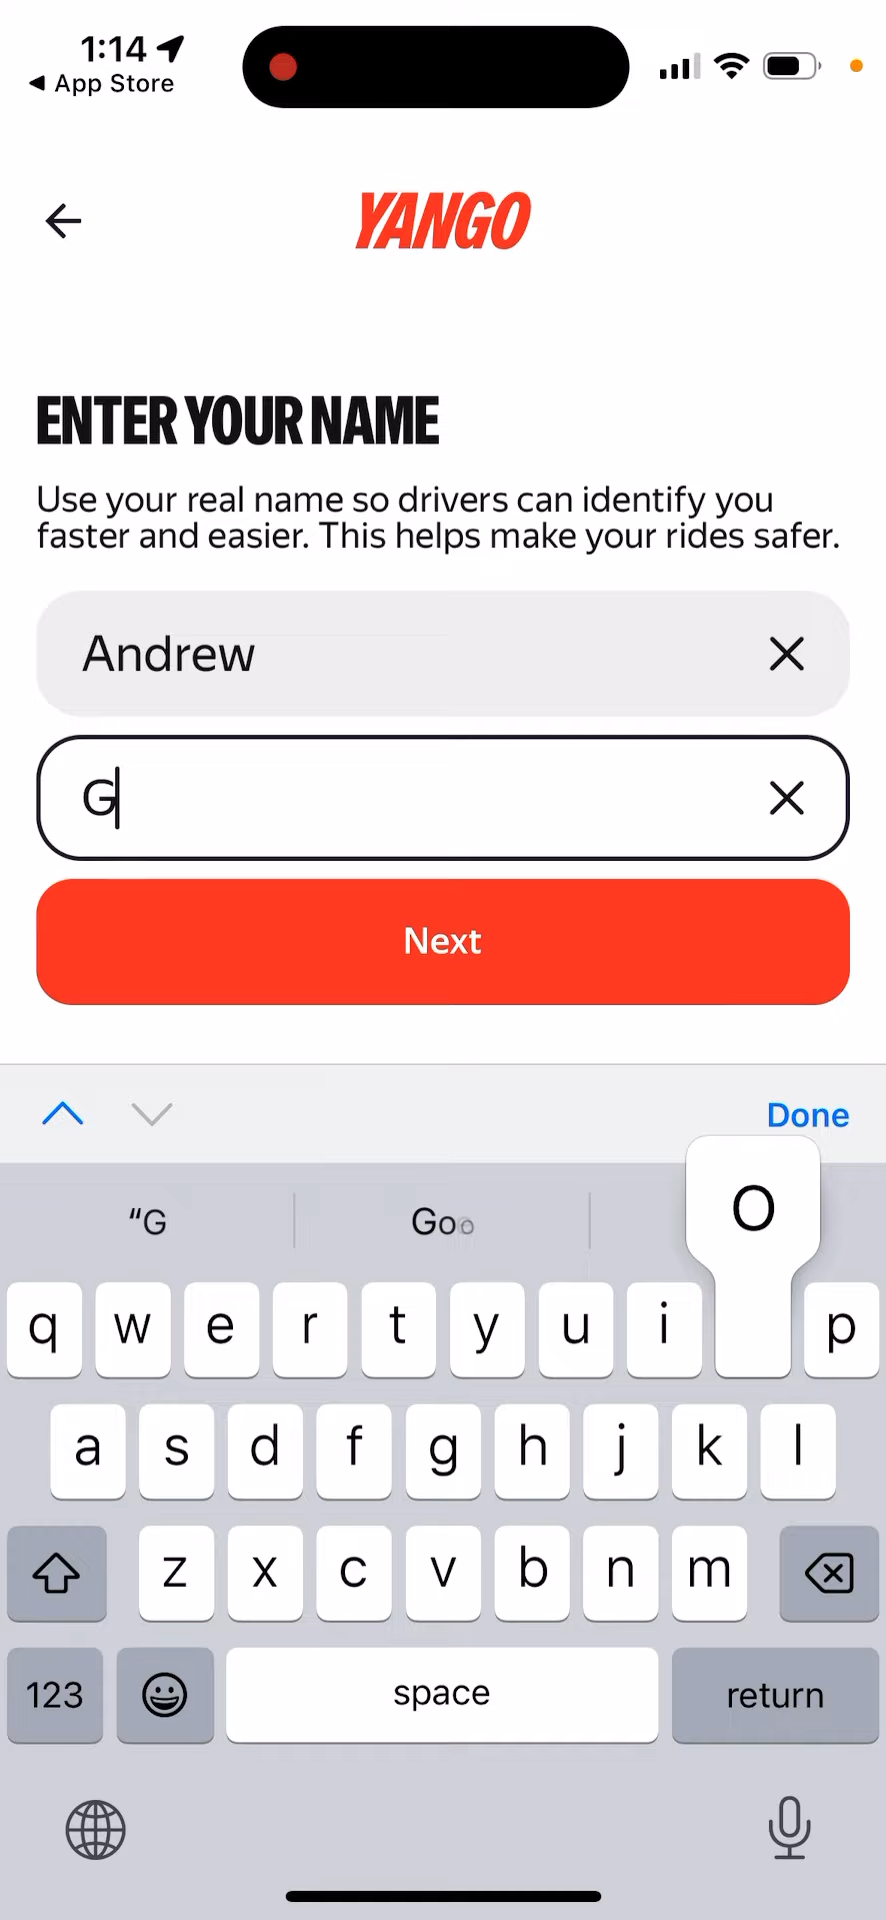 1:14
App Store
YANGO
ENTER YOUR NAME
Use your real name so drivers can identify you
faster and easier. This helps make your rides safer.
Andrew
G
Next
Done
“G
Goo
O
q w e r t y u i p
a s d f g h j k l
z x c v b n m
123
space
return